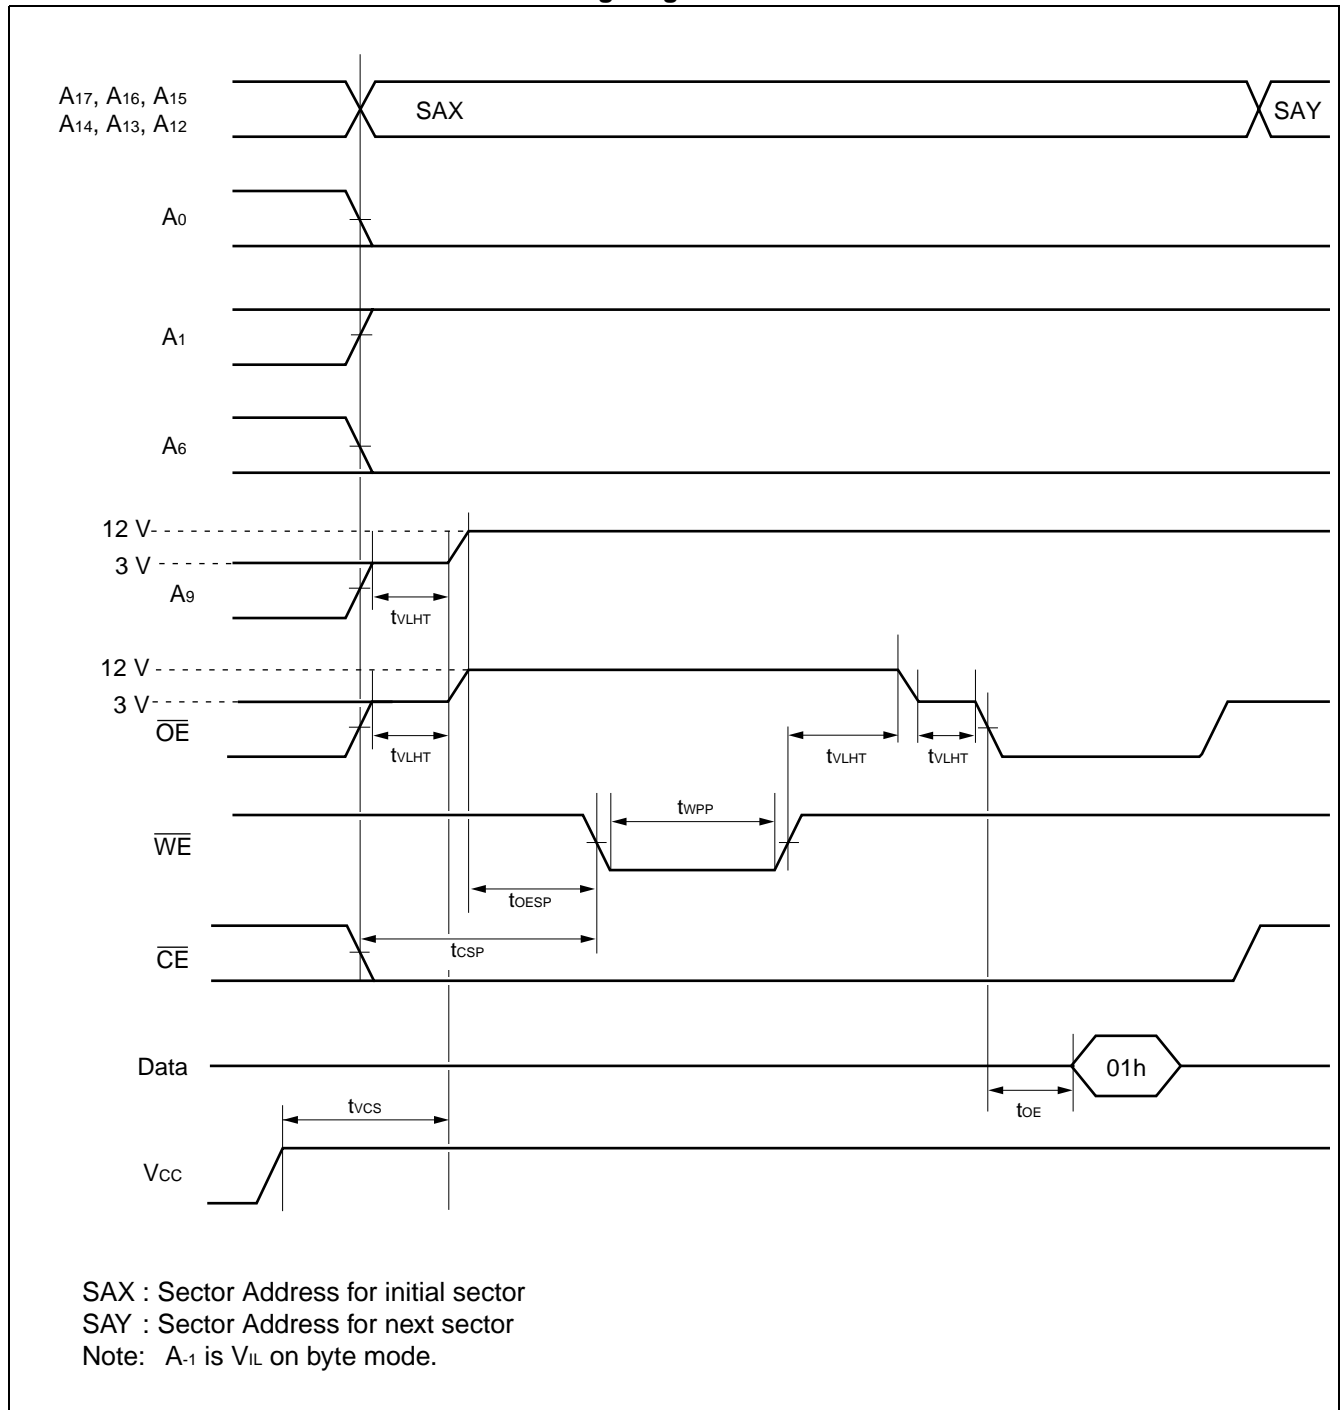 A17, A16, A15
A14, A13, A12
SAX
SAY
A0
A1
A6
12 V
3 V
A9
tVLHT
12 V
3 V
OE
tVLHT
tVLHT
tVLHT
WE
tWPP
tOESP
tCSP
CE
Data
01h
tOE
tVCS
VCC
SAX : Sector Address for initial sector
SAY : Sector Address for next sector
Note: A-1 is VIL on byte mode.